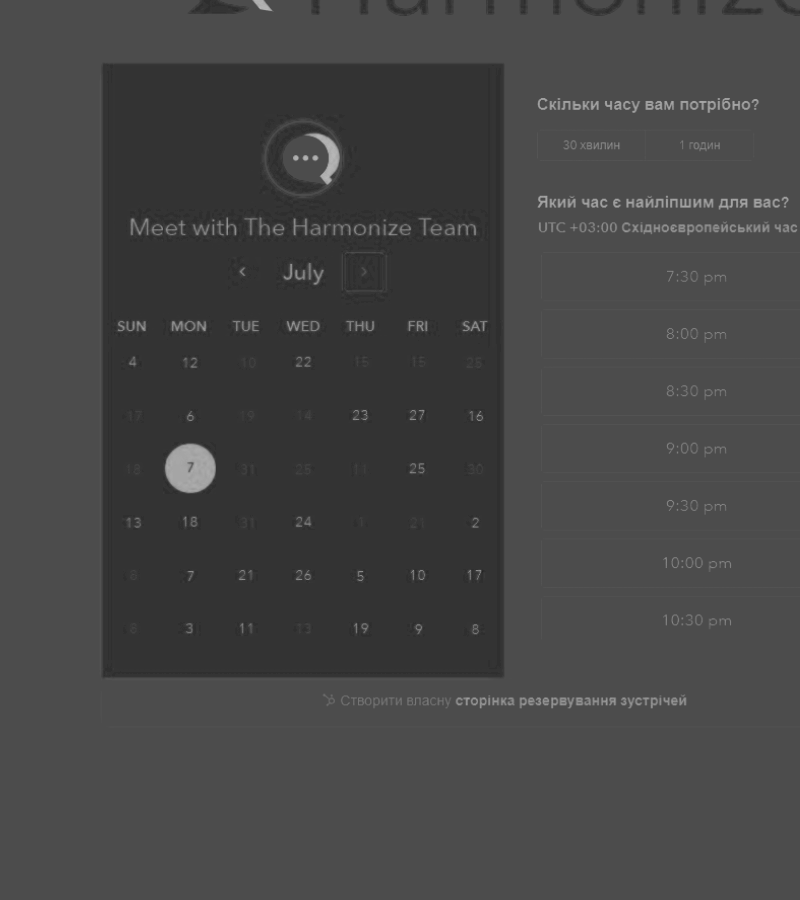 Harmonize
Meet with The Harmonize Team
July
SUN MON TUE WED THU FRI SAT
4 12 10 22 15 15 28
17 6 19 14 23 27 16
18 7 31 25 11 25 30
13 18 31 24 1 21 2
7 21 26 5 10 17
3 11 13 19 9 8
Створити власну сторінка резервування зустрічей
Скільки часу вам потрібно?
30 хвилин 1 годин
Який час є найліпшим для вас?
UTC +03:00 Східноєвропейський час
7:30 pm
8:00 pm
8:30 pm
9:00 pm
9:30 pm
10:00 pm
10:30 pm